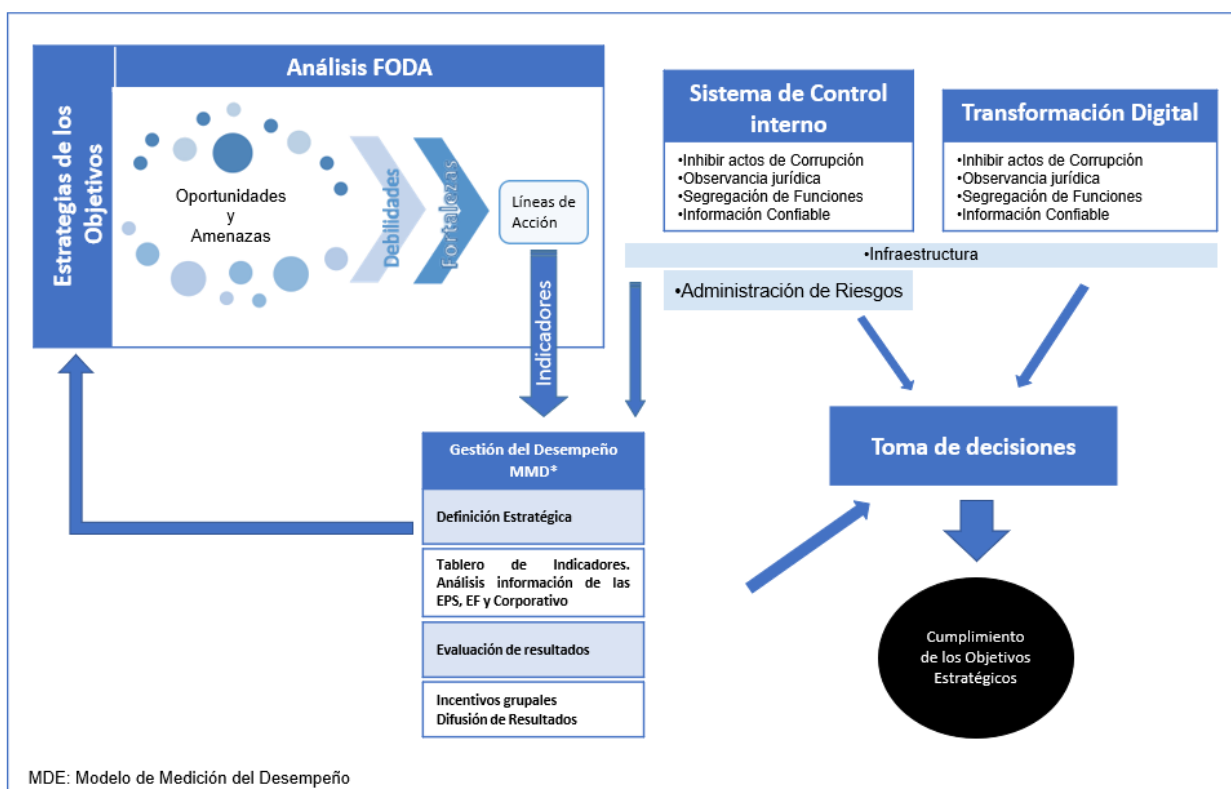 Análisis FODA
Estrategias de los
Objetivos
Oportunidades
y
Amenazas
Debilidades
Fortalezas
Líneas de
Acción
Indicadores
Sistema de Control
interno
•Inhibir actos de Corrupción
•Observancia jurídica
•Segregación de Funciones
•Información Confiable
Transformación Digital
•Inhibir actos de Corrupción
•Observancia jurídica
•Segregación de Funciones
•Información Confiable
•Infraestructura
•Administración de Riesgos
Gestión del Desempeño
MMD*
Definición Estratégica
Tablero de Indicadores.
Análisis información de las
EPS, EF y Corporativo
Evaluación de resultados
Incentivos grupales
Difusión de Resultados
Toma de decisiones
Cumplimiento
de los Objetivos
Estratégicos
MDE: Modelo de Medición del Desempeño